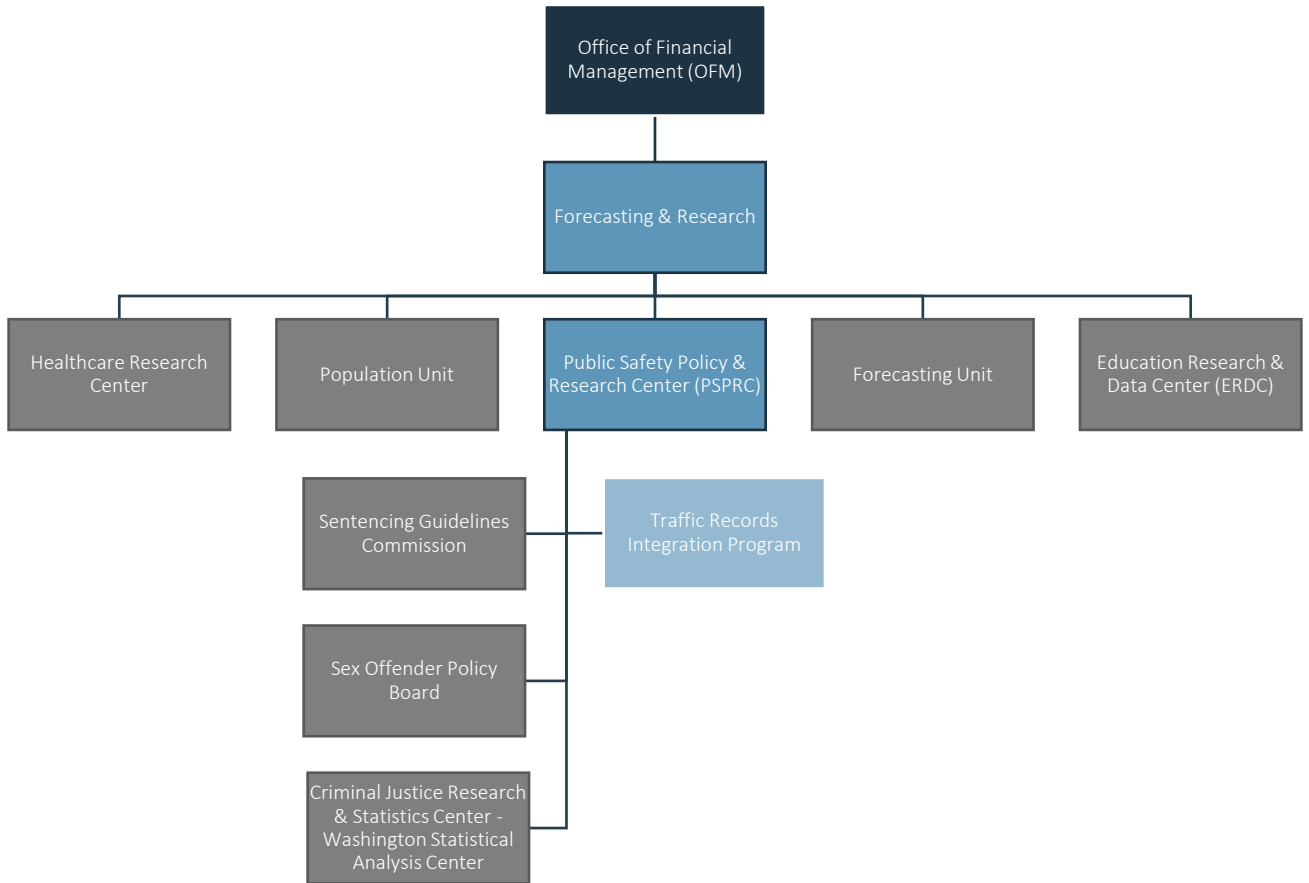 Office of Financial
Management (OFM)
Forecasting & Research
Healthcare Research
Center
Population Unit
Public Safety Policy &
Research Center (PSPRC)
Forecasting Unit
Education Research &
Data Center (ERDC)
Sentencing Guidelines
Commission
Traffic Records
Integration Program
Sex Offender Policy
Board
Criminal Justice Research
& Statistics Center -
Washington Statistical
Analysis Center